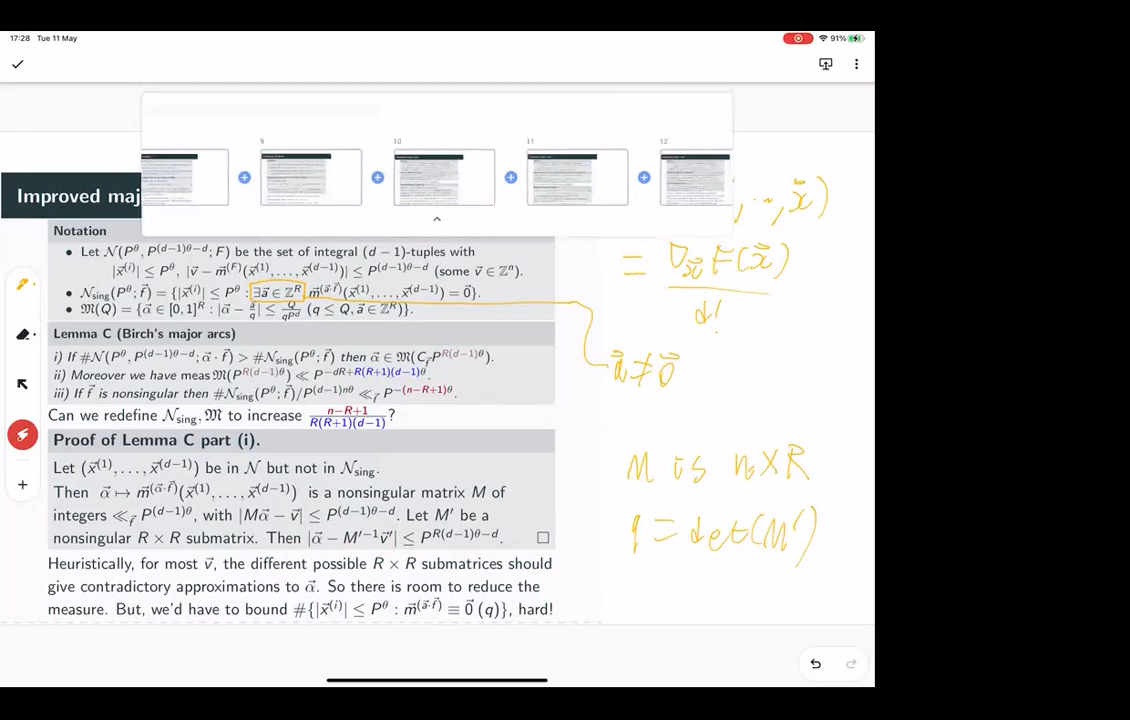 17:28 Tue 11 May
91%
9 10 11 12
Improved maj
Notation
• Let 𝒩(P^θ, P^{(d−1)θ−d}; F) be the set of integral (d − 1)-tuples with
|x⃗^{(i)}| ≤ P^θ, |v⃗ − m⃗^{(F)}(x⃗^{(1)}, . . . , x⃗^{(d−1)})| ≤ P^{(d−1)θ−d} (some v⃗ ∈ ℤ^n).
• 𝒩_sing(P^θ; f⃗) = {|x⃗^{(i)}| ≤ P^θ : ∃a⃗ ∈ ℤ^R m⃗^{(a⃗·f⃗)}(x⃗^{(1)}, . . . , x⃗^{(d−1)}) = 0⃗}.
• 𝔐(Q) = {α⃗ ∈ [0, 1]^R : |α⃗ − a⃗/q| ≤ Q/(qP^d) (q ≤ Q, a⃗ ∈ ℤ^R)}.
Lemma C (Birch's major arcs)
i) If #𝒩(P^θ, P^{(d−1)θ−d}; α⃗ · f⃗) > #𝒩_sing(P^θ; f⃗) then α⃗ ∈ 𝔐(C_f⃗ P^{R(d−1)θ}).
ii) Moreover we have meas 𝔐(P^{R(d−1)θ}) ≪ P^{−dR+R(R+1)(d−1)θ}.
iii) If f⃗ is nonsingular then #𝒩_sing(P^θ; f⃗)/P^{(d−1)nθ} ≪_f⃗ P^{−(n−R+1)θ}.
Can we redefine 𝒩_sing, 𝔐 to increase (n−R+1)/(R(R+1)(d−1))?
Proof of Lemma C part (i).
Let (x⃗^{(1)}, . . . , x⃗^{(d−1)}) be in 𝒩 but not in 𝒩_sing.
Then α⃗ ↦ m⃗^{(α⃗·f⃗)}(x⃗^{(1)}, . . . , x⃗^{(d−1)}) is a nonsingular matrix M of
integers ≪_f⃗ P^{(d−1)θ}, with |Mα⃗ − v⃗| ≤ P^{(d−1)θ−d}. Let M′ be a
nonsingular R × R submatrix. Then |α⃗ − M′^{−1}v⃗′| ≤ P^{R(d−1)θ−d}. □
Heuristically, for most v⃗, the different possible R × R submatrices should
give contradictory approximations to α⃗. So there is room to reduce the
measure. But, we'd have to bound #{|x⃗^{(i)}| ≤ P^θ : m⃗^{(a⃗·f⃗)} ≡ 0⃗ (q)}, hard!
, ..., x⃗)
= ∇_x⃗ F(x⃗) / d!
a⃗ ≠ 0⃗
M is n×R
q = det(M′)